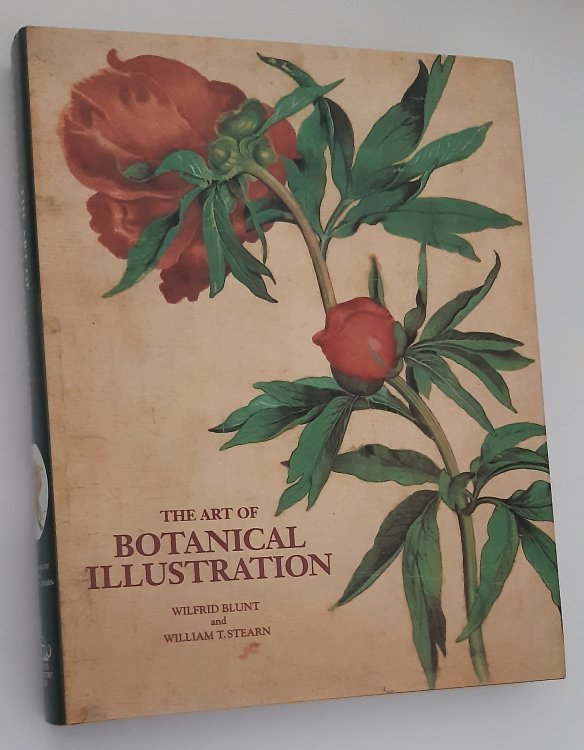 THE ART OF
BOTANICAL
ILLUSTRATION
WILFRID BLUNT
and
WILLIAM T. STEARN